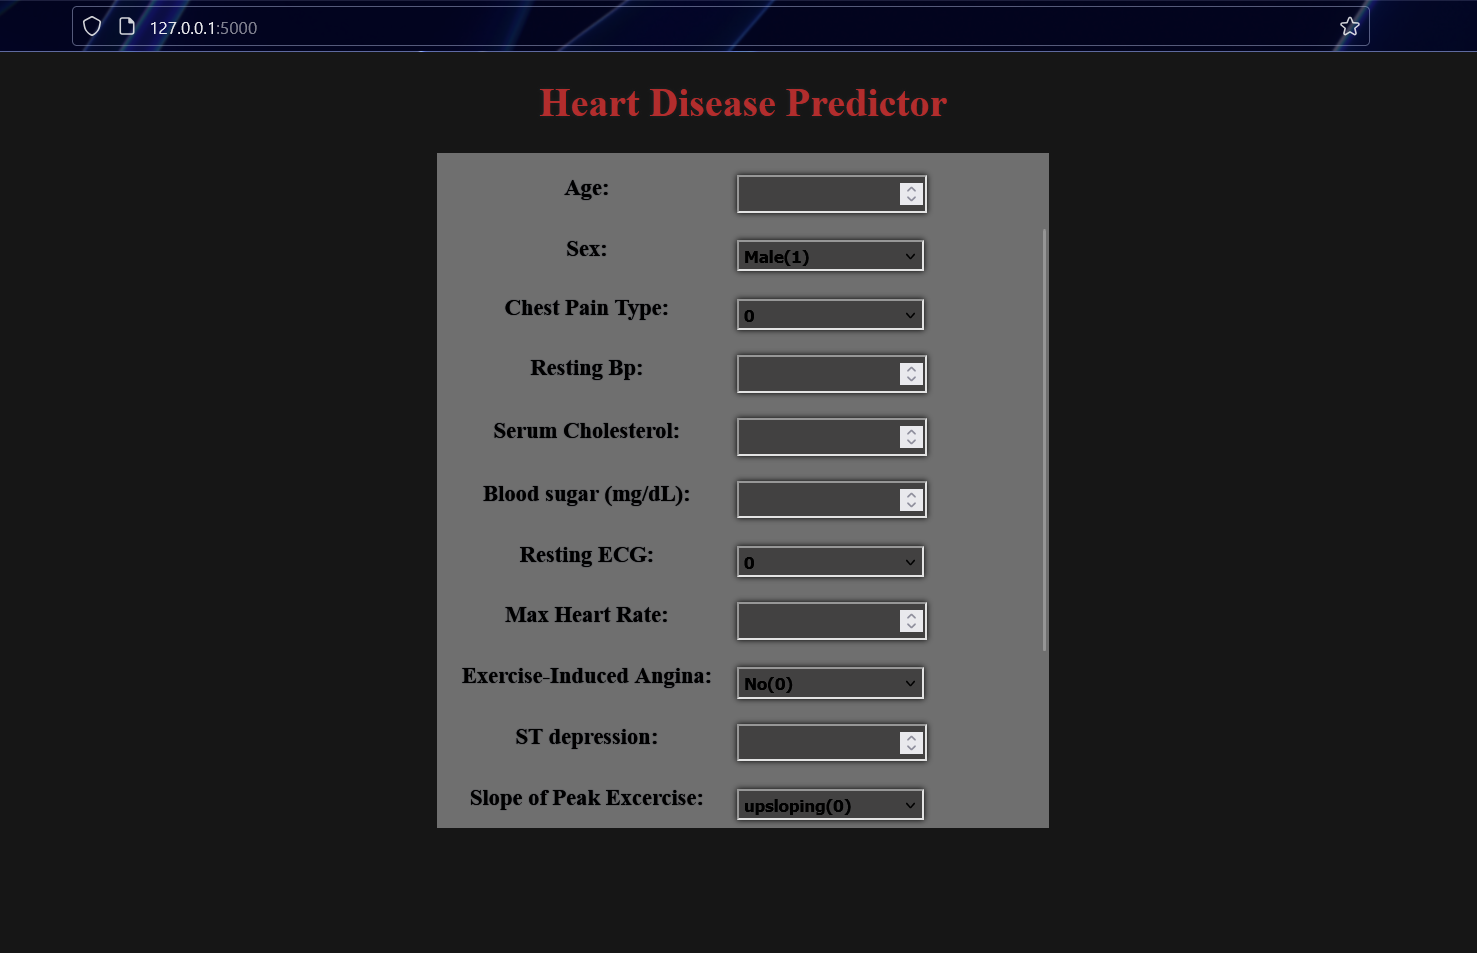 127.0.0.1:5000
Heart Disease Predictor
Age:
Sex: Male(1)
Chest Pain Type: 0
Resting Bp:
Serum Cholesterol:
Blood sugar (mg/dL):
Resting ECG: 0
Max Heart Rate:
Exercise-Induced Angina: No(0)
ST depression:
Slope of Peak Excercise: upsloping(0)